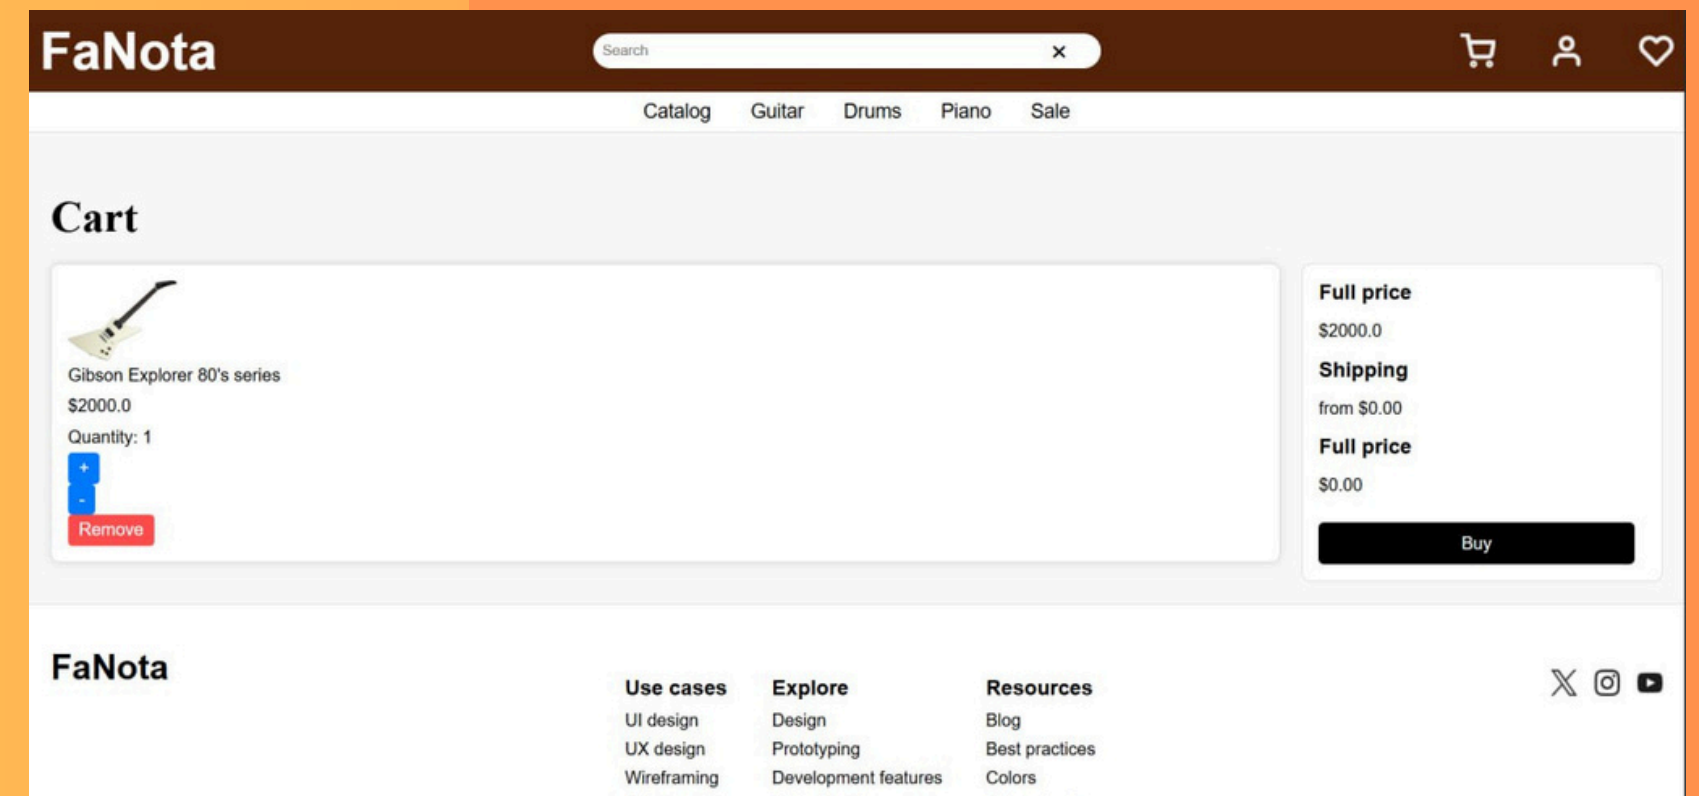 FaNota
Search
Catalog Guitar Drums Piano Sale
Cart
Gibson Explorer 80's series
$2000.0
Quantity: 1
+
-
Remove
Full price
$2000.0
Shipping
from $0.00
Full price
$0.00
Buy
FaNota
Use cases
UI design
UX design
Wireframing
Explore
Design
Prototyping
Development features
Resources
Blog
Best practices
Colors